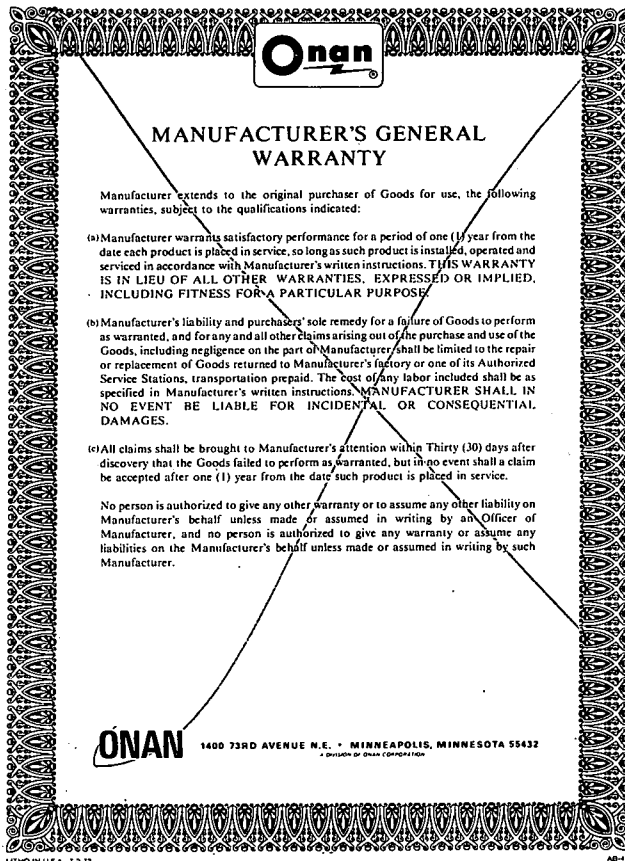 Onan
®
MANUFACTURER'S GENERAL
WARRANTY
Manufacturer extends to the original purchaser of Goods for use, the following
warranties, subject to the qualifications indicated:
(a) Manufacturer warrants satisfactory performance for a period of one (1) year from the
date each product is placed in service, so long as such product is installed, operated and
serviced in accordance with Manufacturer's written instructions. THIS WARRANTY
IS IN LIEU OF ALL OTHER WARRANTIES, EXPRESSED OR IMPLIED,
INCLUDING FITNESS FOR A PARTICULAR PURPOSE.
(b) Manufacturer's liability and purchasers' sole remedy for a failure of Goods to perform
as warranted, and for any and all other claims arising out of the purchase and use of the
Goods, including negligence on the part of Manufacturer, shall be limited to the repair
or replacement of Goods returned to Manufacturer's factory or one of its Authorized
Service Stations, transportation prepaid. The cost of any labor included shall be as
specified in Manufacturer's written instructions. MANUFACTURER SHALL IN
NO EVENT BE LIABLE FOR INCIDENTAL OR CONSEQUENTIAL
DAMAGES.
(c) All claims shall be brought to Manufacturer's attention within Thirty (30) days after
discovery that the Goods failed to perform as warranted, but in no event shall a claim
be accepted after one (1) year from the date such product is placed in service.
No person is authorized to give any other warranty or to assume any other liability on
Manufacturer's behalf unless made or assumed in writing by an Officer of
Manufacturer, and no person is authorized to give any warranty or assume any
liabilities on the Manufacturer's behalf unless made or assumed in writing by such
Manufacturer.
ONAN 1400 73RD AVENUE N.E. • MINNEAPOLIS, MINNESOTA 55432
A DIVISION OF ONAN CORPORATION
LITHO IN U.S.A.